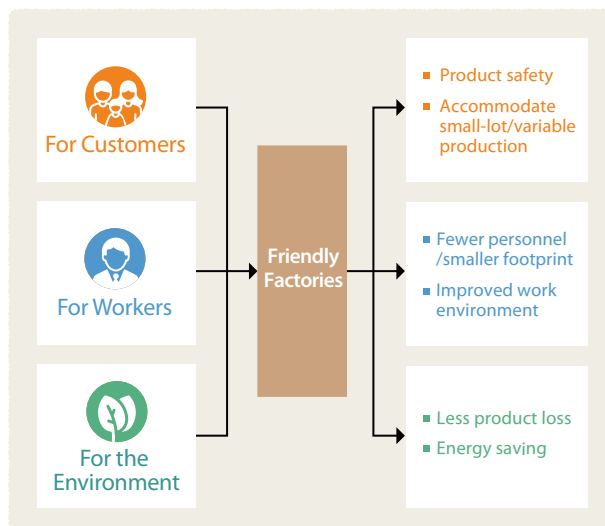 For Customers
For Workers
For the
Environment
Friendly
Factories
Product safety
Accommodate
small-lot/variable
production
Fewer personnel
/smaller footprint
Improved work
environment
Less product loss
Energy saving